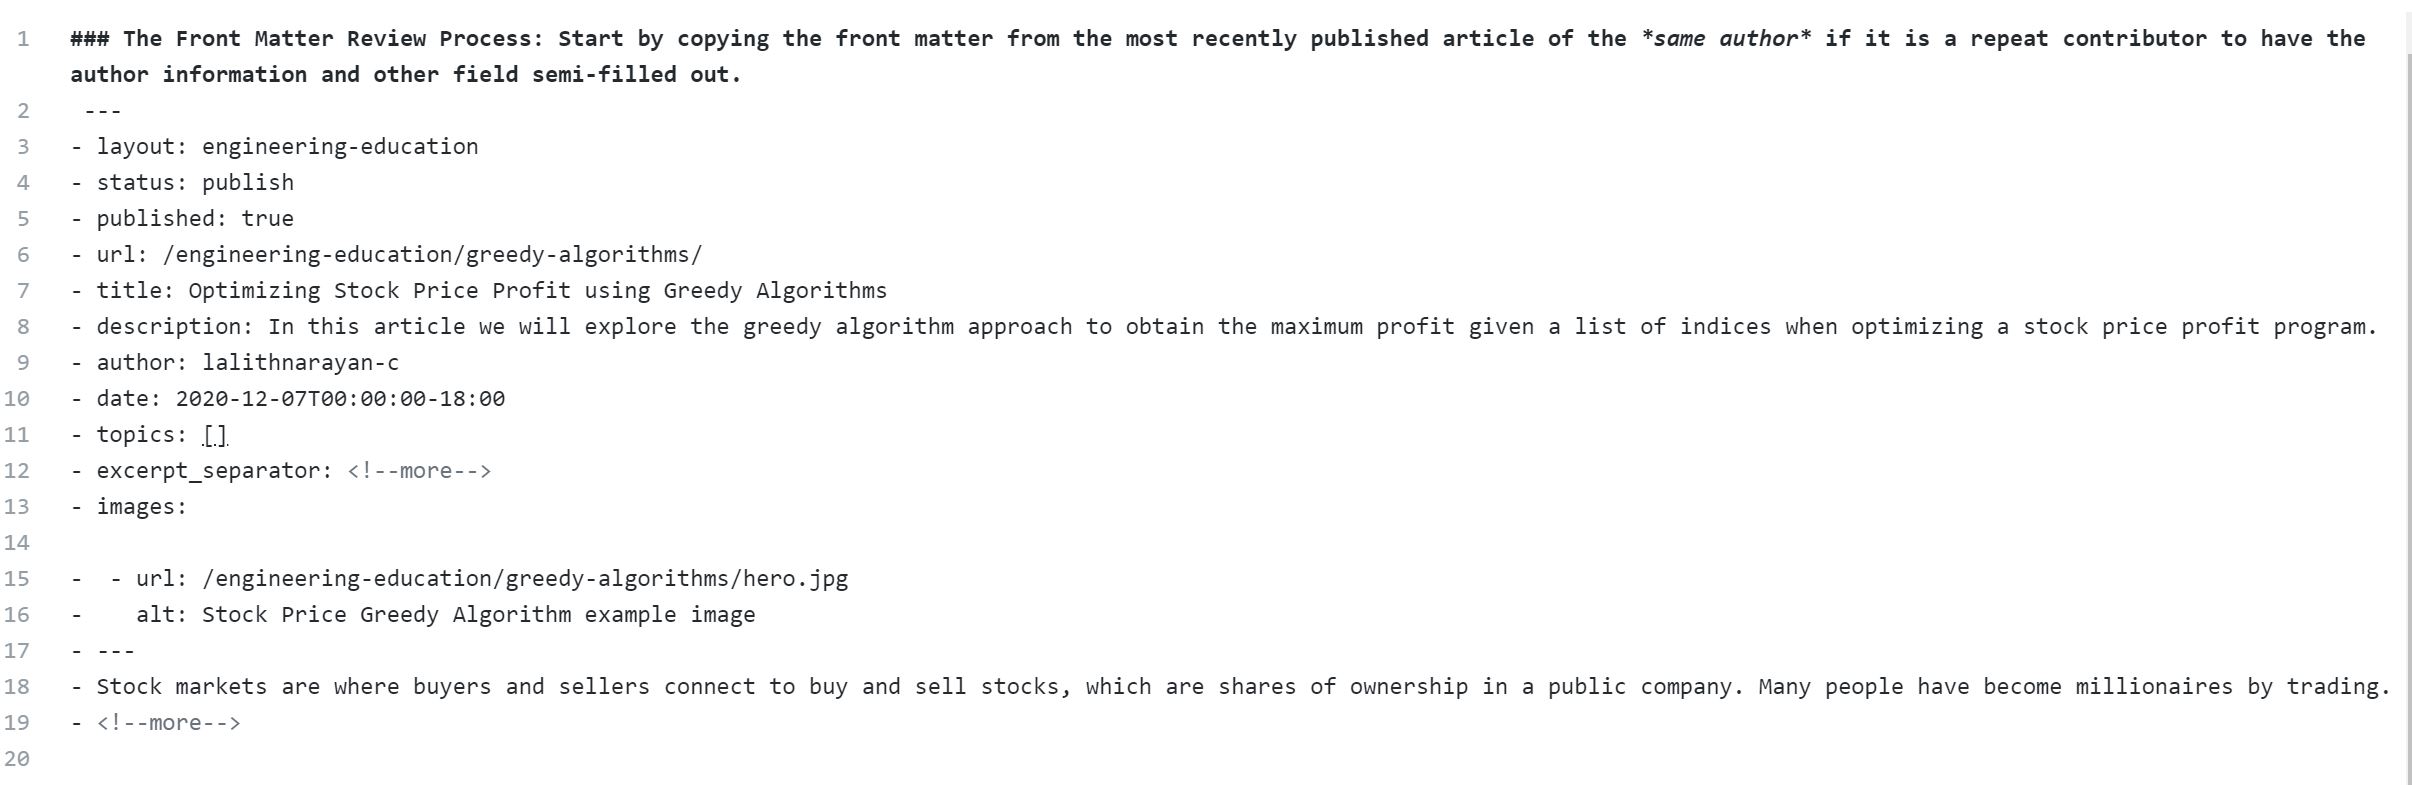 1 ### The Front Matter Review Process: Start by copying the front matter from the most recently published article of the *same author* if it is a repeat contributor to have the
author information and other field semi-filled out.
2 ---
3 - layout: engineering-education
4 - status: publish
5 - published: true
6 - url: /engineering-education/greedy-algorithms/
7 - title: Optimizing Stock Price Profit using Greedy Algorithms
8 - description: In this article we will explore the greedy algorithm approach to obtain the maximum profit given a list of indices when optimizing a stock price profit program.
9 - author: lalithnarayan-c
10 - date: 2020-12-07T00:00:00-18:00
11 - topics: []
12 - excerpt_separator: <!--more-->
13 - images:
14
15 -  - url: /engineering-education/greedy-algorithms/hero.jpg
16 -    alt: Stock Price Greedy Algorithm example image
17 - ---
18 - Stock markets are where buyers and sellers connect to buy and sell stocks, which are shares of ownership in a public company. Many people have become millionaires by trading.
19 - <!--more-->
20